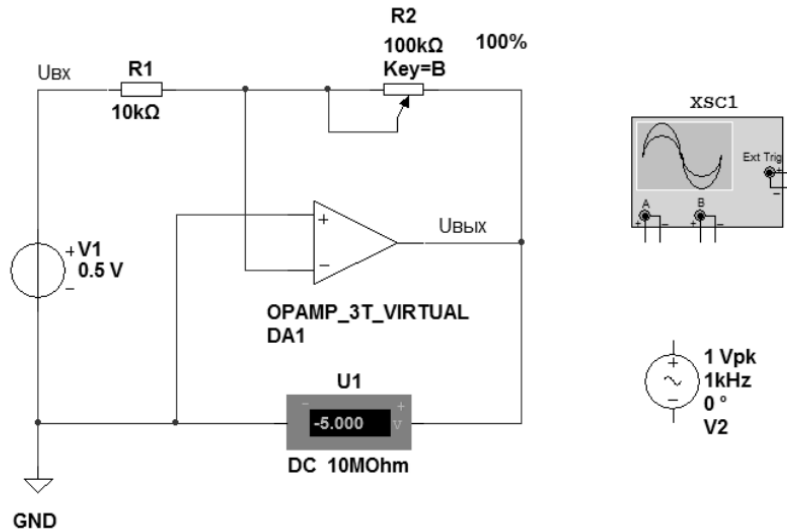 R2
100kΩ 100%
Key=B
Uвх
R1
10kΩ
XSC1
Ext Trig
+
−
A
B
+ − + −
+ V1
0.5 V
−
+
−
Uвых
OPAMP_3T_VIRTUAL
DA1
U1
− +
-5.000 V
DC 10MOhm
GND
+
−
1 Vpk
1kHz
0 °
V2